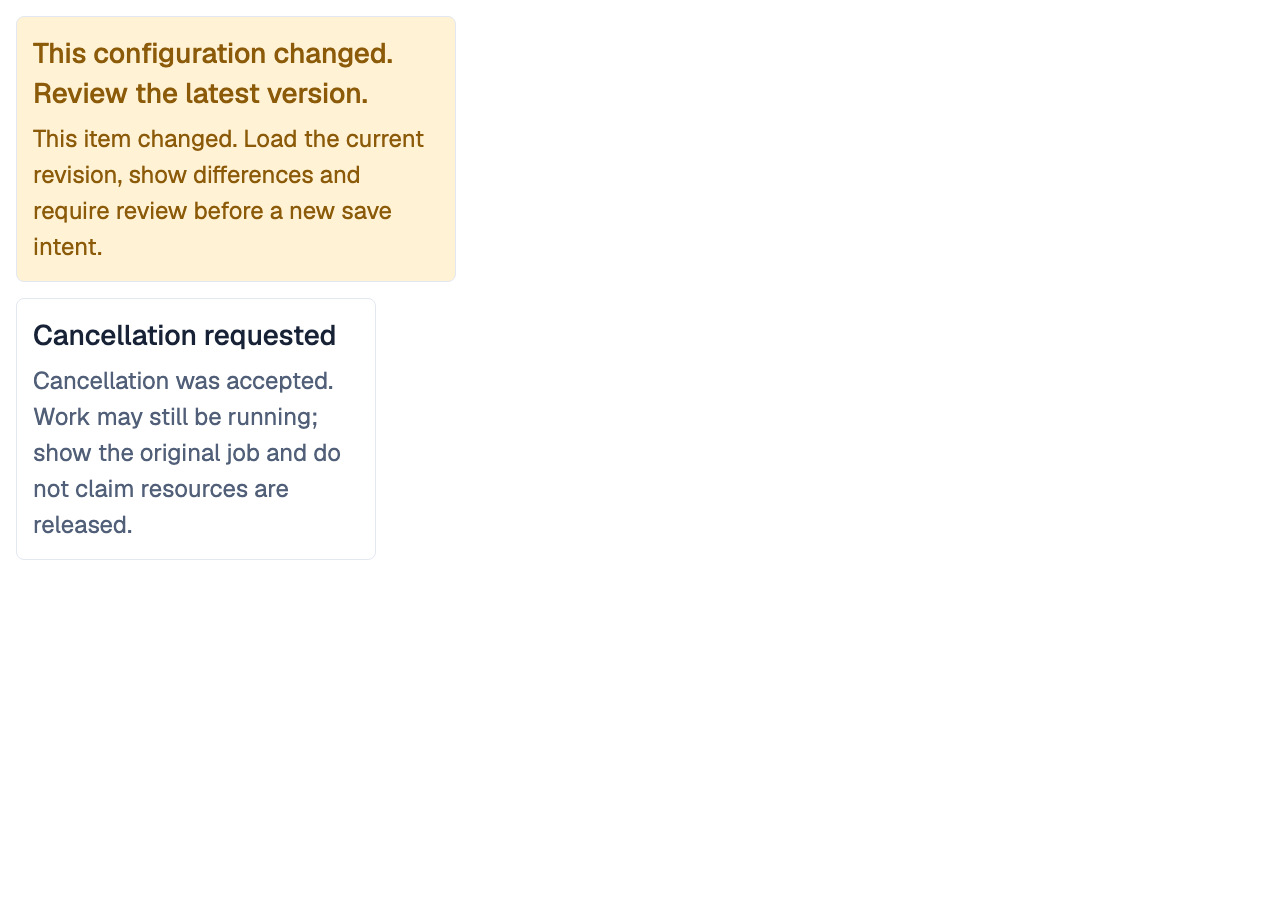 This configuration changed.
Review the latest version.
This item changed. Load the current
revision, show differences and
require review before a new save
intent.
Cancellation requested
Cancellation was accepted.
Work may still be running;
show the original job and do
not claim resources are
released.